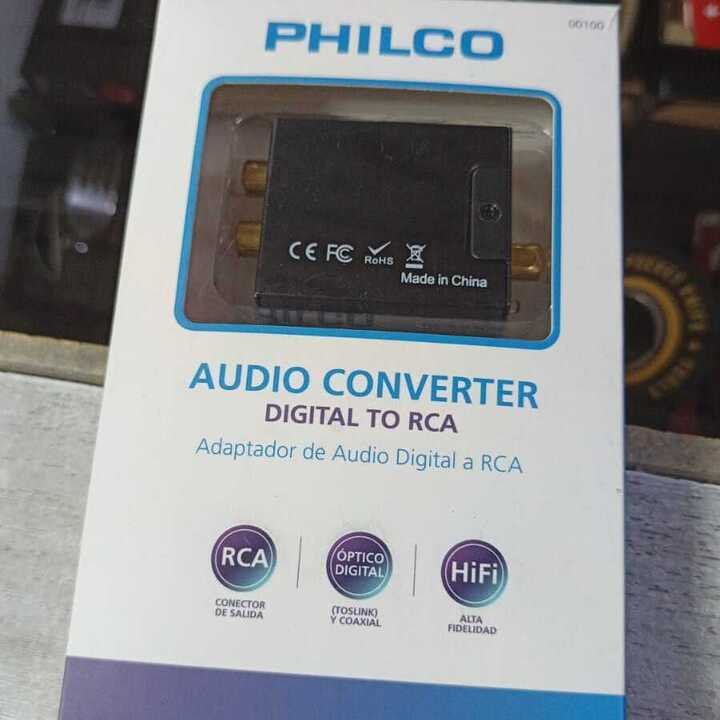 PHILCO
00100
CE FC RoHS
Made in China
AUDIO CONVERTER
DIGITAL TO RCA
Adaptador de Audio Digital a RCA
RCA
CONECTOR
DE SALIDA
ÓPTICO
DIGITAL
(TOSLINK)
Y COAXIAL
HiFi
ALTA
FIDELIDAD